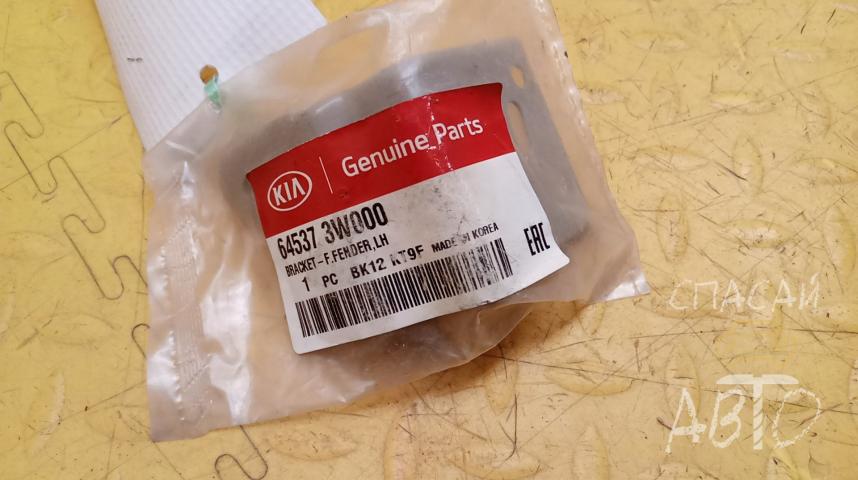 KIA
Genuine Parts
64537 3W000
BRACKET-F.FENDER,LH
1 PC BK12 KT9F MADE IN KOREA
EAC
СПАСАЙ
АВТО